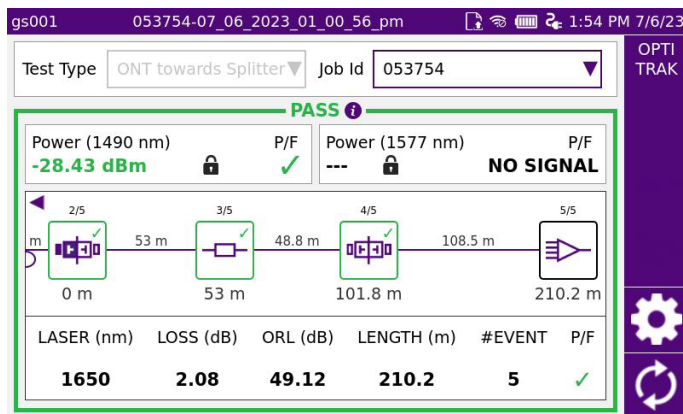 gs001 053754-07_06_2023_01_00_56_pm 1:54 PM 7/6/23
OPTI
TRAK
Test Type ONT towards Splitter Job Id 053754
PASS i
Power (1490 nm) P/F Power (1577 nm) P/F
-28.43 dBm --- NO SIGNAL
2/5 3/5 4/5 5/5
m 53 m 48.8 m 108.5 m
0 m 53 m 101.8 m 210.2 m
LASER (nm) LOSS (dB) ORL (dB) LENGTH (m) #EVENT P/F
1650 2.08 49.12 210.2 5